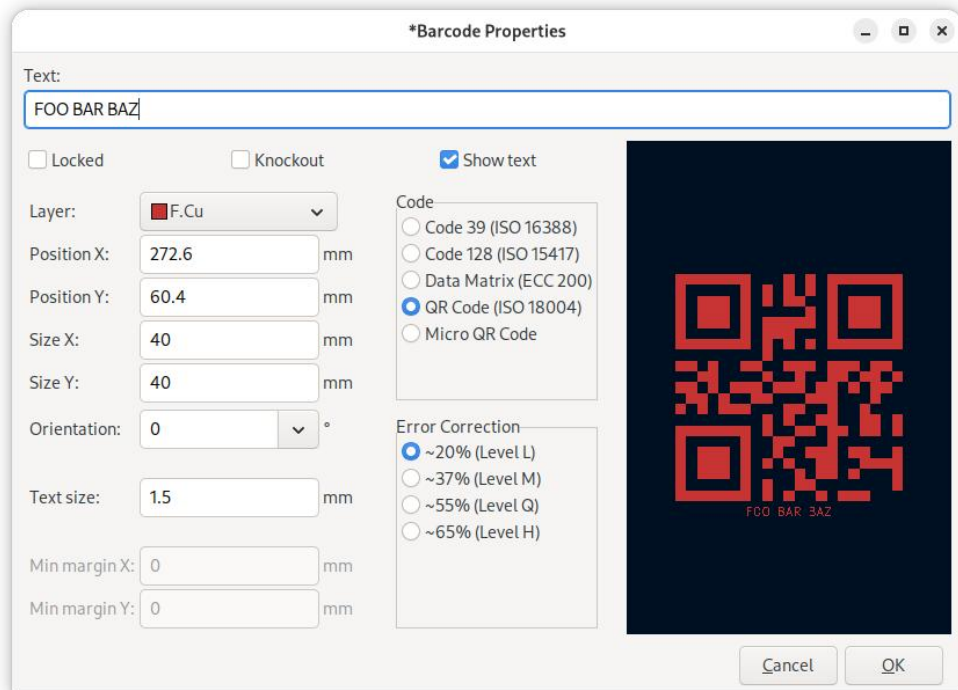 *Barcode Properties
Text:
FOO BAR BAZ
Locked
Knockout
Show text
Layer:
F.Cu
Position X:
272.6
mm
Position Y:
60.4
mm
Size X:
40
mm
Size Y:
40
mm
Orientation:
0
°
Text size:
1.5
mm
Min margin X:
0
mm
Min margin Y:
0
mm
Code
Code 39 (ISO 16388)
Code 128 (ISO 15417)
Data Matrix (ECC 200)
QR Code (ISO 18004)
Micro QR Code
Error Correction
~20% (Level L)
~37% (Level M)
~55% (Level Q)
~65% (Level H)
FOO BAR BAZ
Cancel
OK